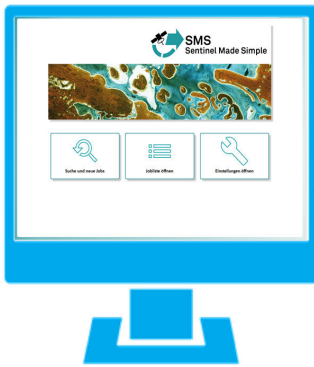 SMS
Sentinel Made Simple
Suche und neue Jobs
Jobliste öffnen
Einstellungen öffnen